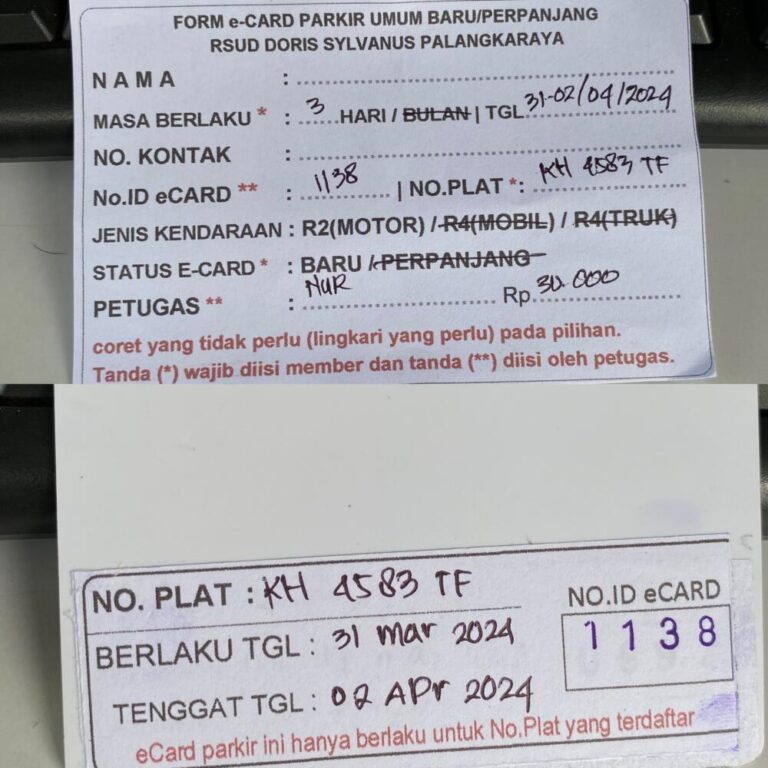 FORM e-CARD PARKIR UMUM BARU/PERPANJANG
RSUD DORIS SYLVANUS PALANGKARAYA
NAMA : ....................
MASA BERLAKU * : 3 HARI / BULAN | TGL 31-02/04/2024
NO. KONTAK : ....................
No.ID eCARD ** : 1138 | NO.PLAT *: KH 4583 TF
JENIS KENDARAAN : R2(MOTOR) / R4(MOBIL) / R4(TRUK)
STATUS E-CARD * : BARU / PERPANJANG
PETUGAS ** : NUR Rp. 30.000
coret yang tidak perlu (lingkari yang perlu) pada pilihan.
Tanda (*) wajib diisi member dan tanda (**) diisi oleh petugas.
NO. PLAT : KH 4583 TF
BERLAKU TGL : 31 Mar 2024
TENGGAT TGL : 02 APr 2024
NO.ID eCARD
1138
eCard parkir ini hanya berlaku untuk No.Plat yang terdaftar